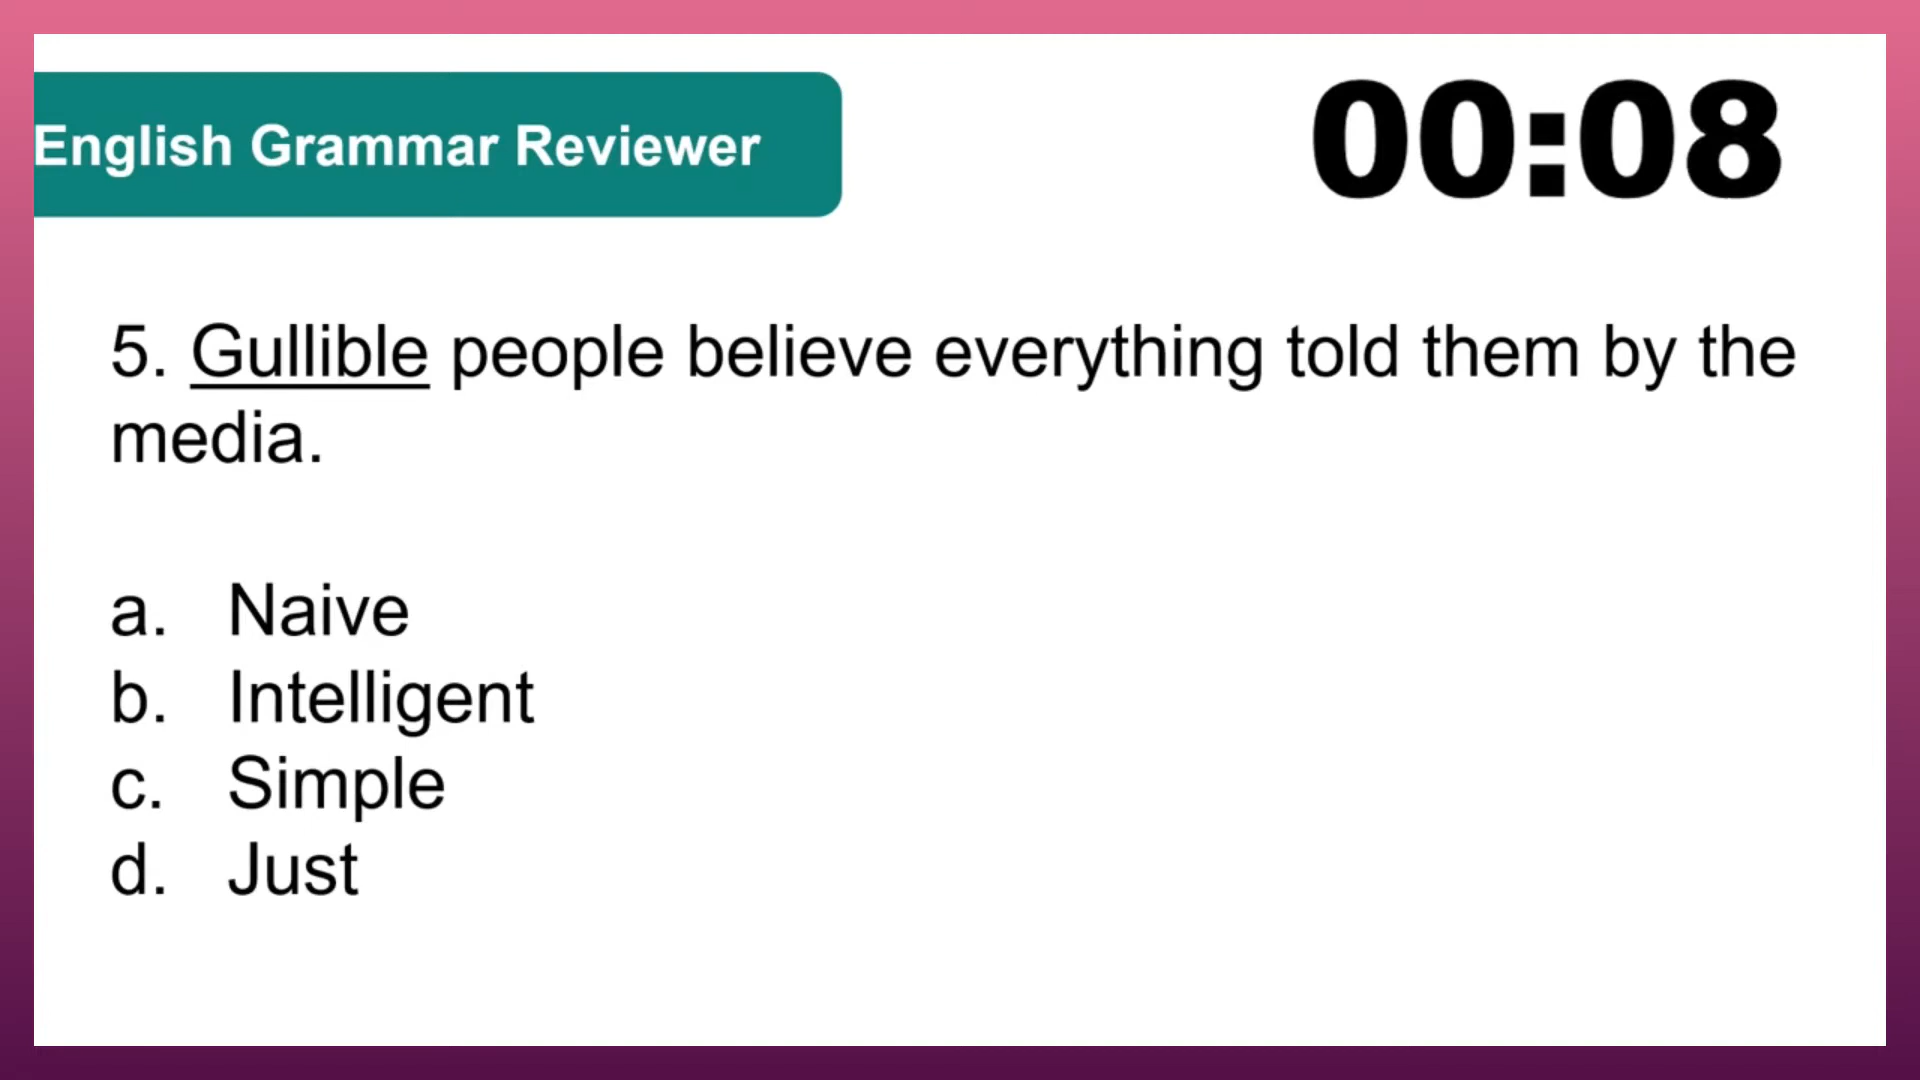 English Grammar Reviewer
00:08
5. Gullible people believe everything told them by the
media.
a. Naive
b. Intelligent
c. Simple
d. Just